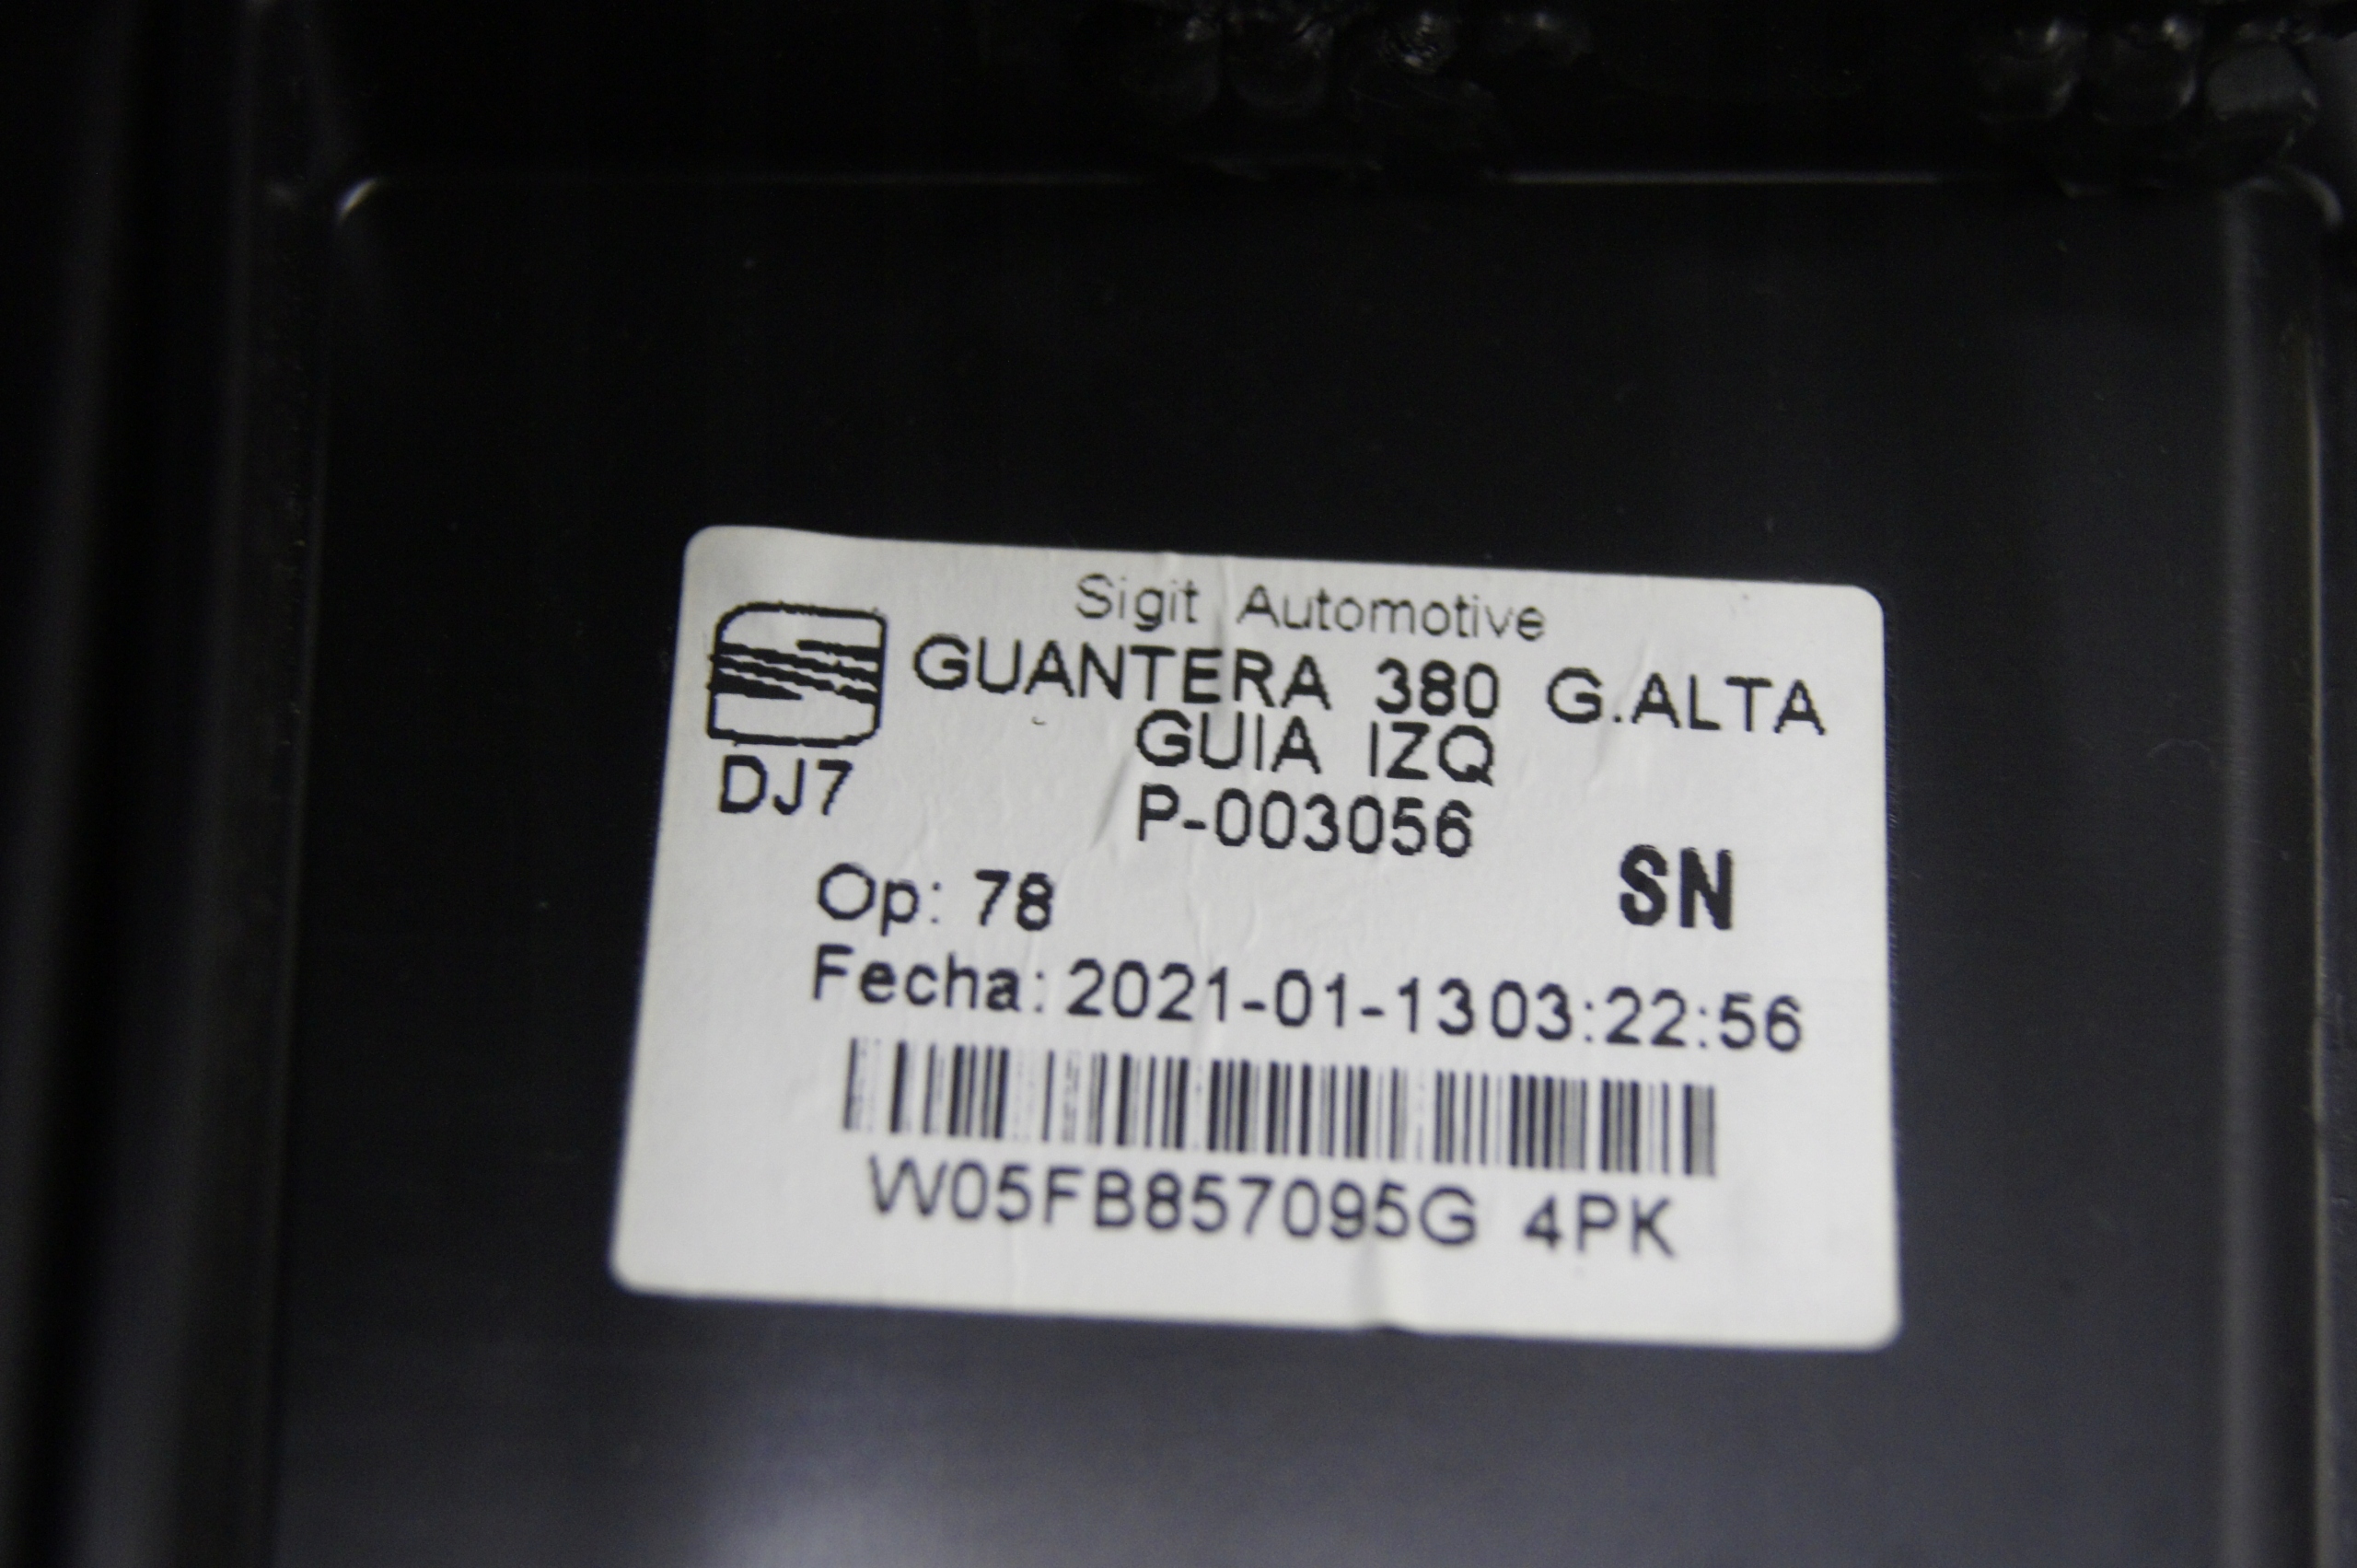 Sigit Automotive
GUANTERA 380 G.ALTA
GUIA IZQ
DJ7
P-003056
SN
Op: 78
Fecha: 2021-01-13 03:22:56
W05FB857095G 4PK